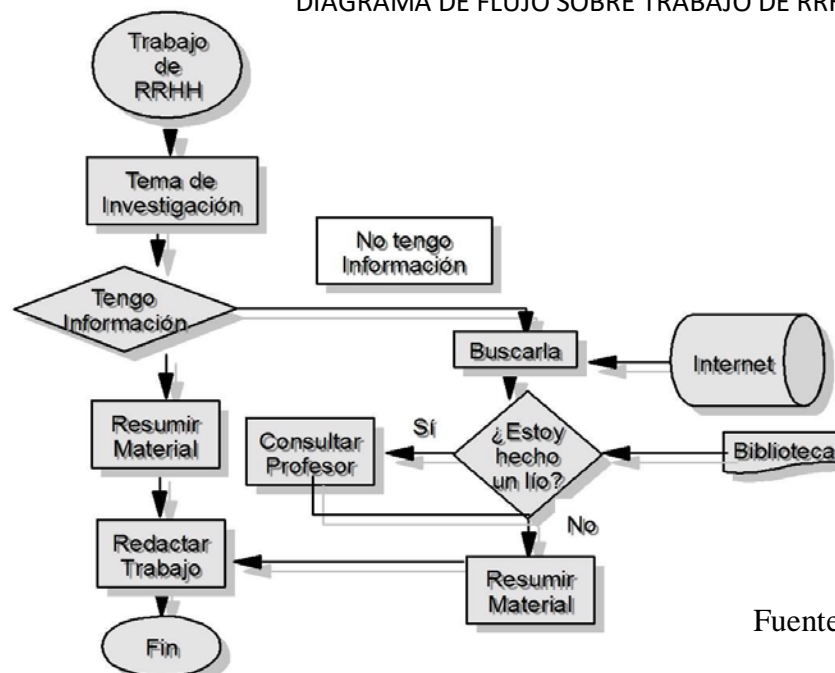 DIAGRAMA DE FLUJO SOBRE TRABAJO DE
Trabajo
de
RRHH
Tema de
Investigación
No tengo
Información
Tengo
Información
Buscarla
Internet
Resumir
Material
Consultar
Profesor
Sí
¿Estoy
hecho
un lío?
Biblioteca
No
Redactar
Trabajo
Resumir
Material
Fuente
Fin